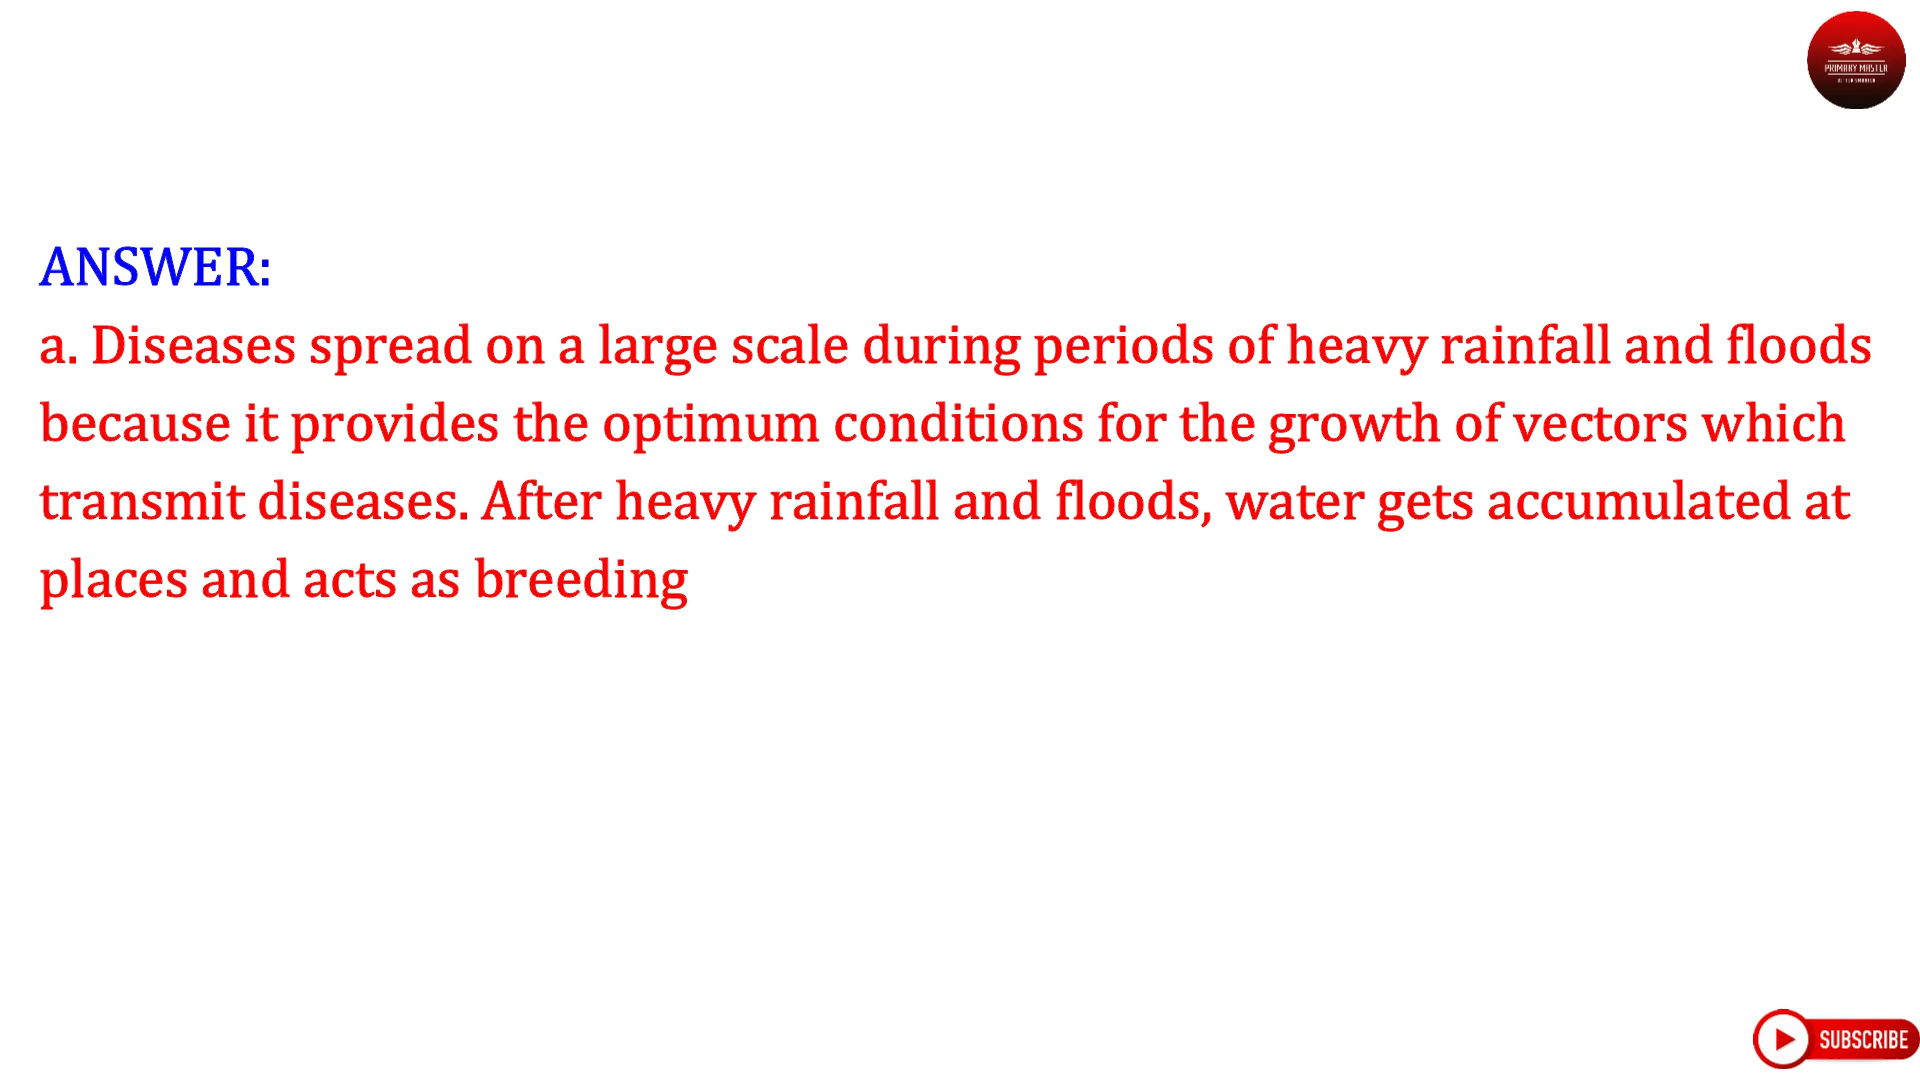 PRIMARY MASTER
ANSWER:
a. Diseases spread on a large scale during periods of heavy rainfall and floods
because it provides the optimum conditions for the growth of vectors which
transmit diseases. After heavy rainfall and floods, water gets accumulated at
places and acts as breeding
SUBSCRIBE